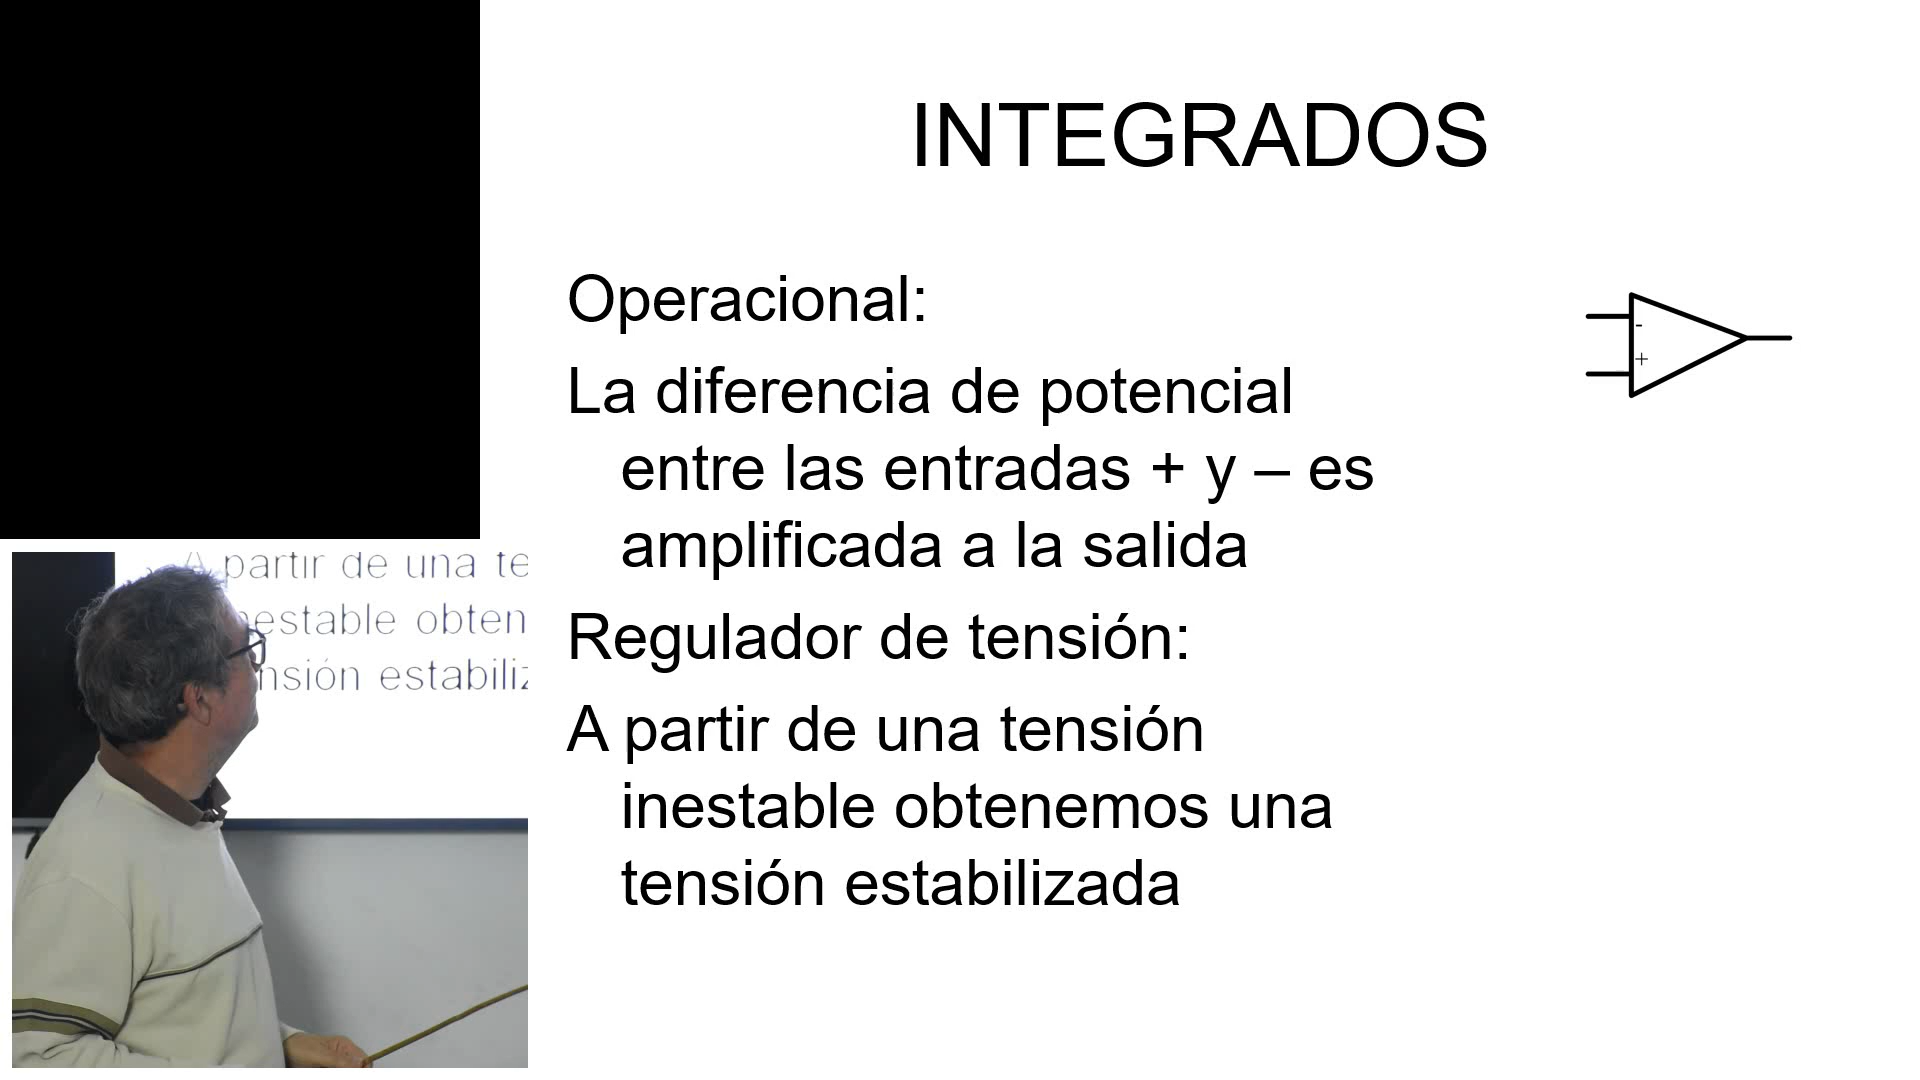 INTEGRADOS
Operacional:
-
+
La diferencia de potencial
entre las entradas + y – es
amplificada a la salida
Regulador de tensión:
A partir de una tensión
inestable obtenemos una
tensión estabilizada
A partir de una te
nestable obten
nsión estabiliz